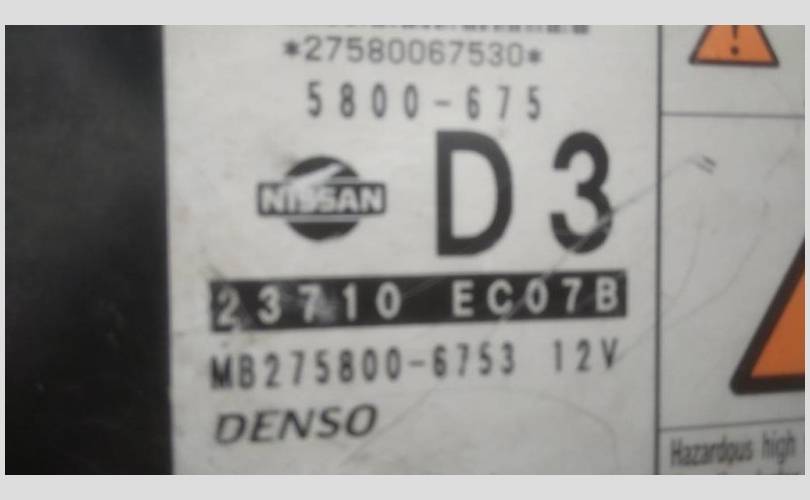 *27580067530*
5800-675
NISSAN
D3
23710 EC07B
MB275800-6753 12V
DENSO
Hazardous high